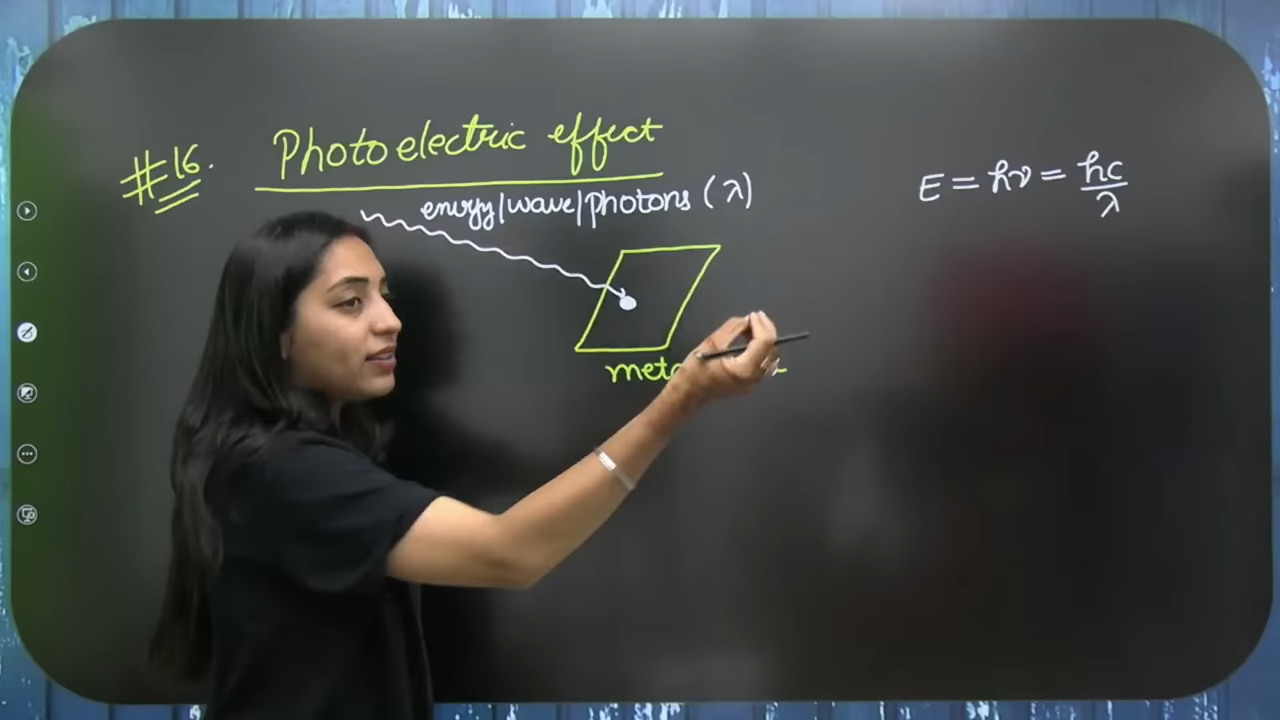 #16. Photoelectric effect
energy/wave/photons (λ)
E = hν = hc/λ